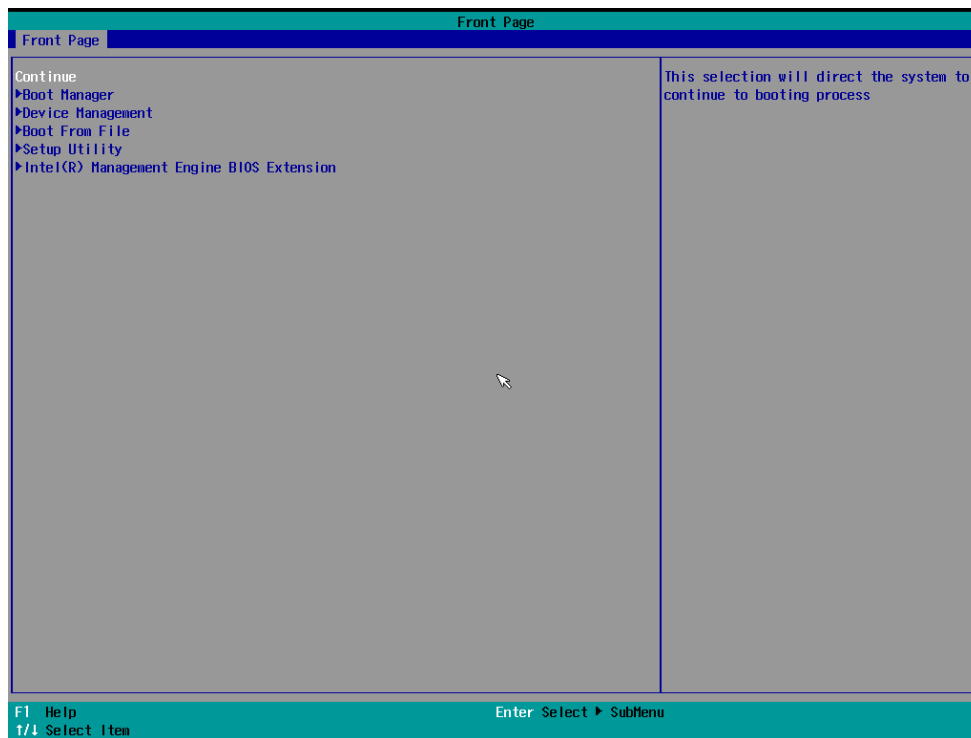 Front Page
Front Page
Continue
This selection will direct the system to
continue to booting process
▶Boot Manager
▶Device Management
▶Boot From File
▶Setup Utility
▶Intel(R) Management Engine BIOS Extension
F1 Help
Enter Select ▶ SubMenu
↑/↓ Select Item